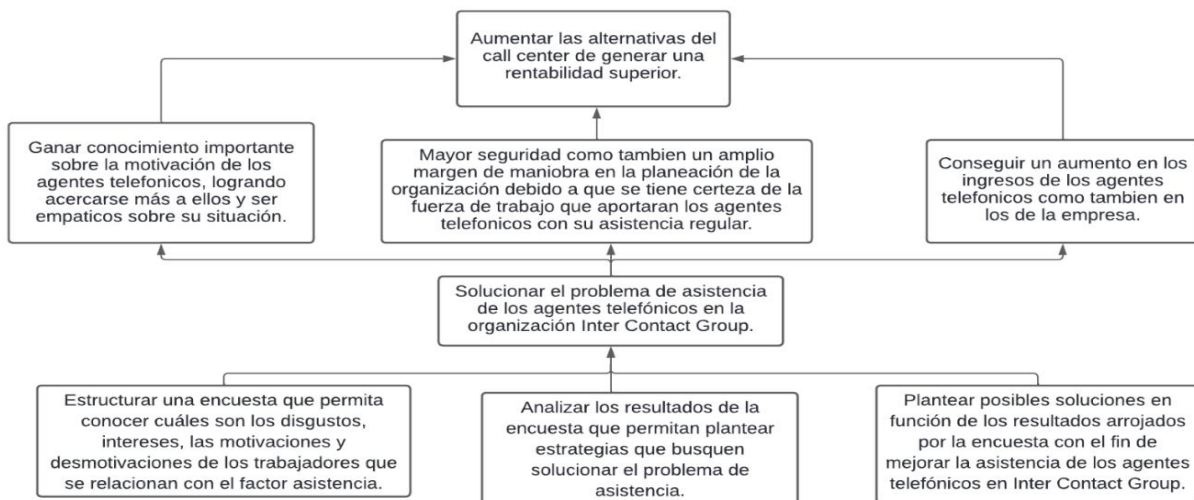 Aumentar las alternativas del
call center de generar una
rentabilidad superior.
Ganar conocimiento importante
sobre la motivación de los
agentes telefonicos, logrando
acercarse más a ellos y ser
empaticos sobre su situación.
Mayor seguridad como tambien un amplio
margen de maniobra en la planeación de la
organización debido a que se tiene certeza de la
fuerza de trabajo que aportaran los agentes
telefonicos con su asistencia regular.
Conseguir un aumento en los
ingresos de los agentes
telefonicos como tambien en
los de la empresa.
Solucionar el problema de asistencia
de los agentes telefónicos en la
organización Inter Contact Group.
Estructurar una encuesta que permita
conocer cuáles son los disgustos,
intereses, las motivaciones y
desmotivaciones de los trabajadores que
se relacionan con el factor asistencia.
Analizar los resultados de la
encuesta que permitan plantear
estrategias que busquen
solucionar el problema de
asistencia.
Plantear posibles soluciones en
función de los resultados arrojados
por la encuesta con el fin de
mejorar la asistencia de los agentes
telefónicos en Inter Contact Group.